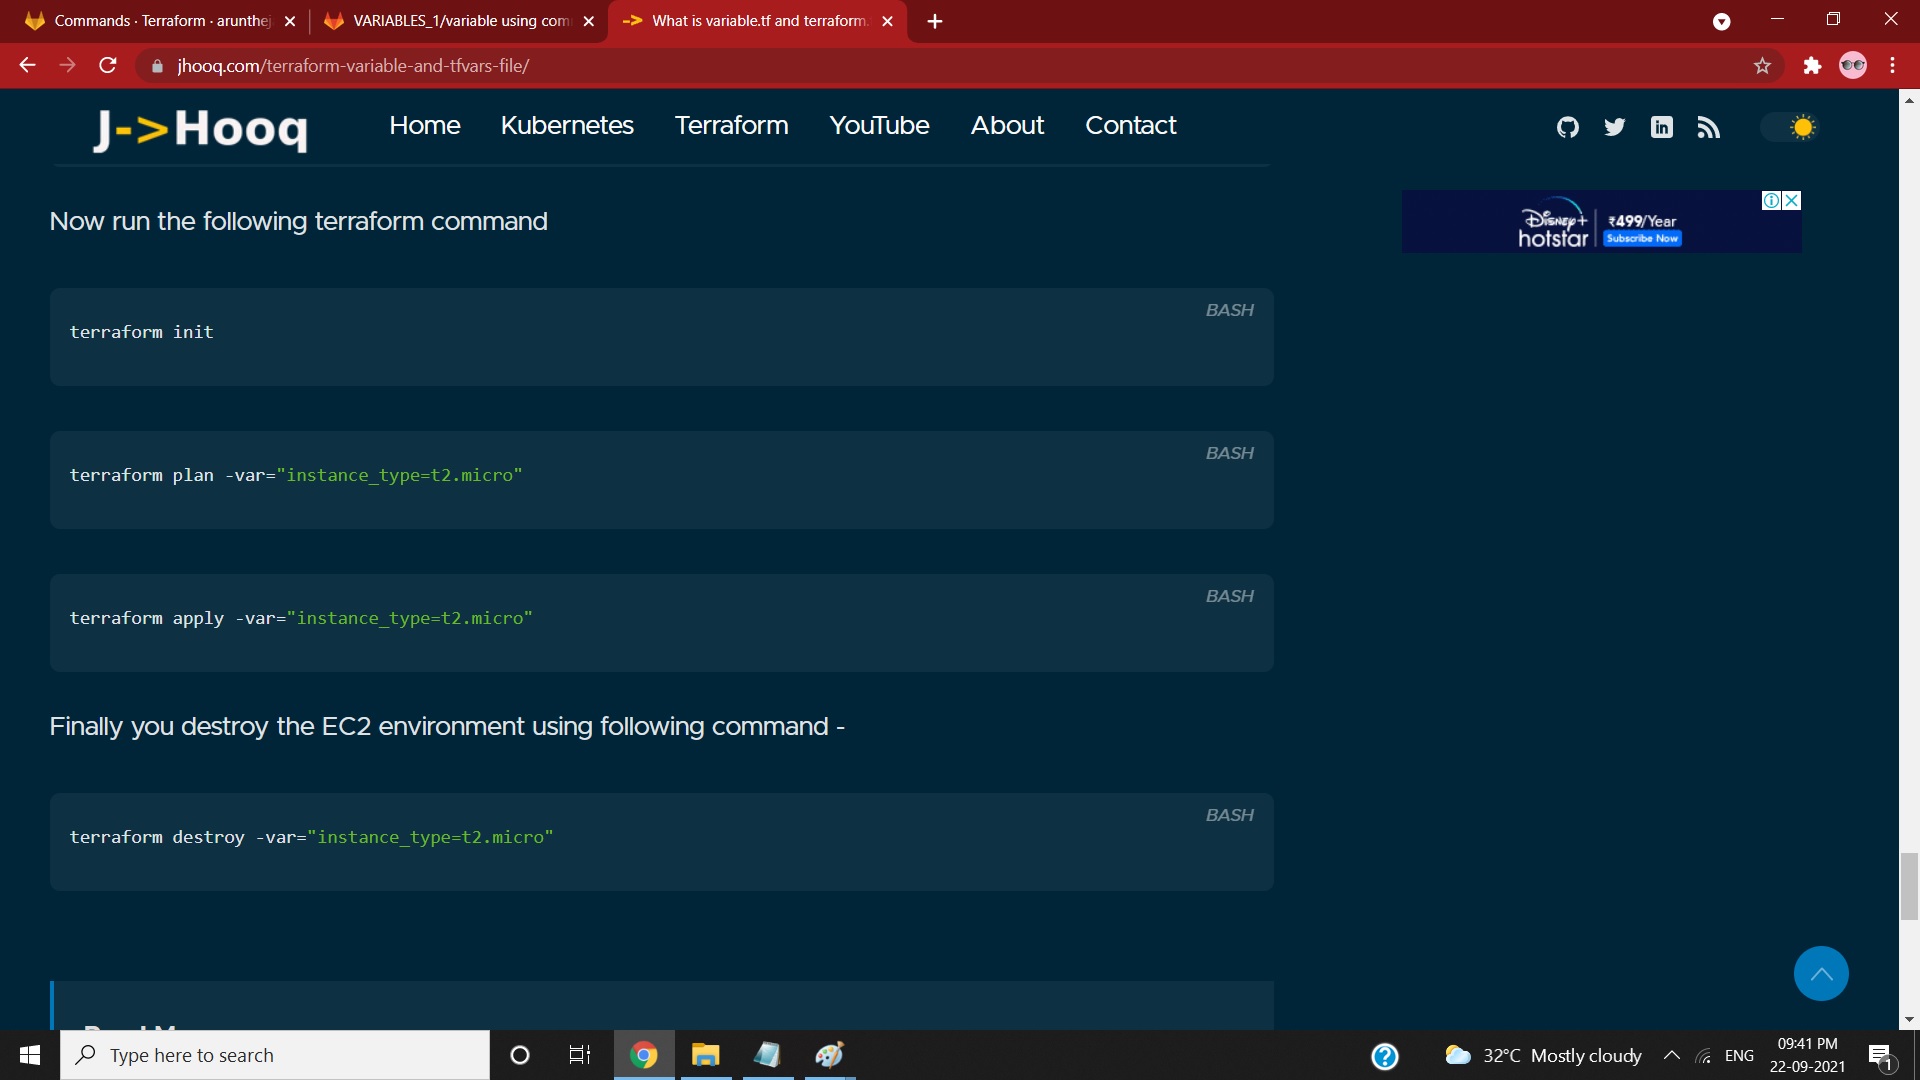 Commands · Terraform · arunthej
VARIABLES_1/variable using com
What is variable.tf and terraform.
jhooq.com/terraform-variable-and-tfvars-file/
J->Hooq
Home
Kubernetes
Terraform
YouTube
About
Contact
Now run the following terraform command
Disney+ hotstar
₹499/Year
Subscribe Now
BASH
terraform init
BASH
terraform plan -var="instance_type=t2.micro"
BASH
terraform apply -var="instance_type=t2.micro"
Finally you destroy the EC2 environment using following command -
BASH
terraform destroy -var="instance_type=t2.micro"
Type here to search
32°C Mostly cloudy
ENG
09:41 PM
22-09-2021
1